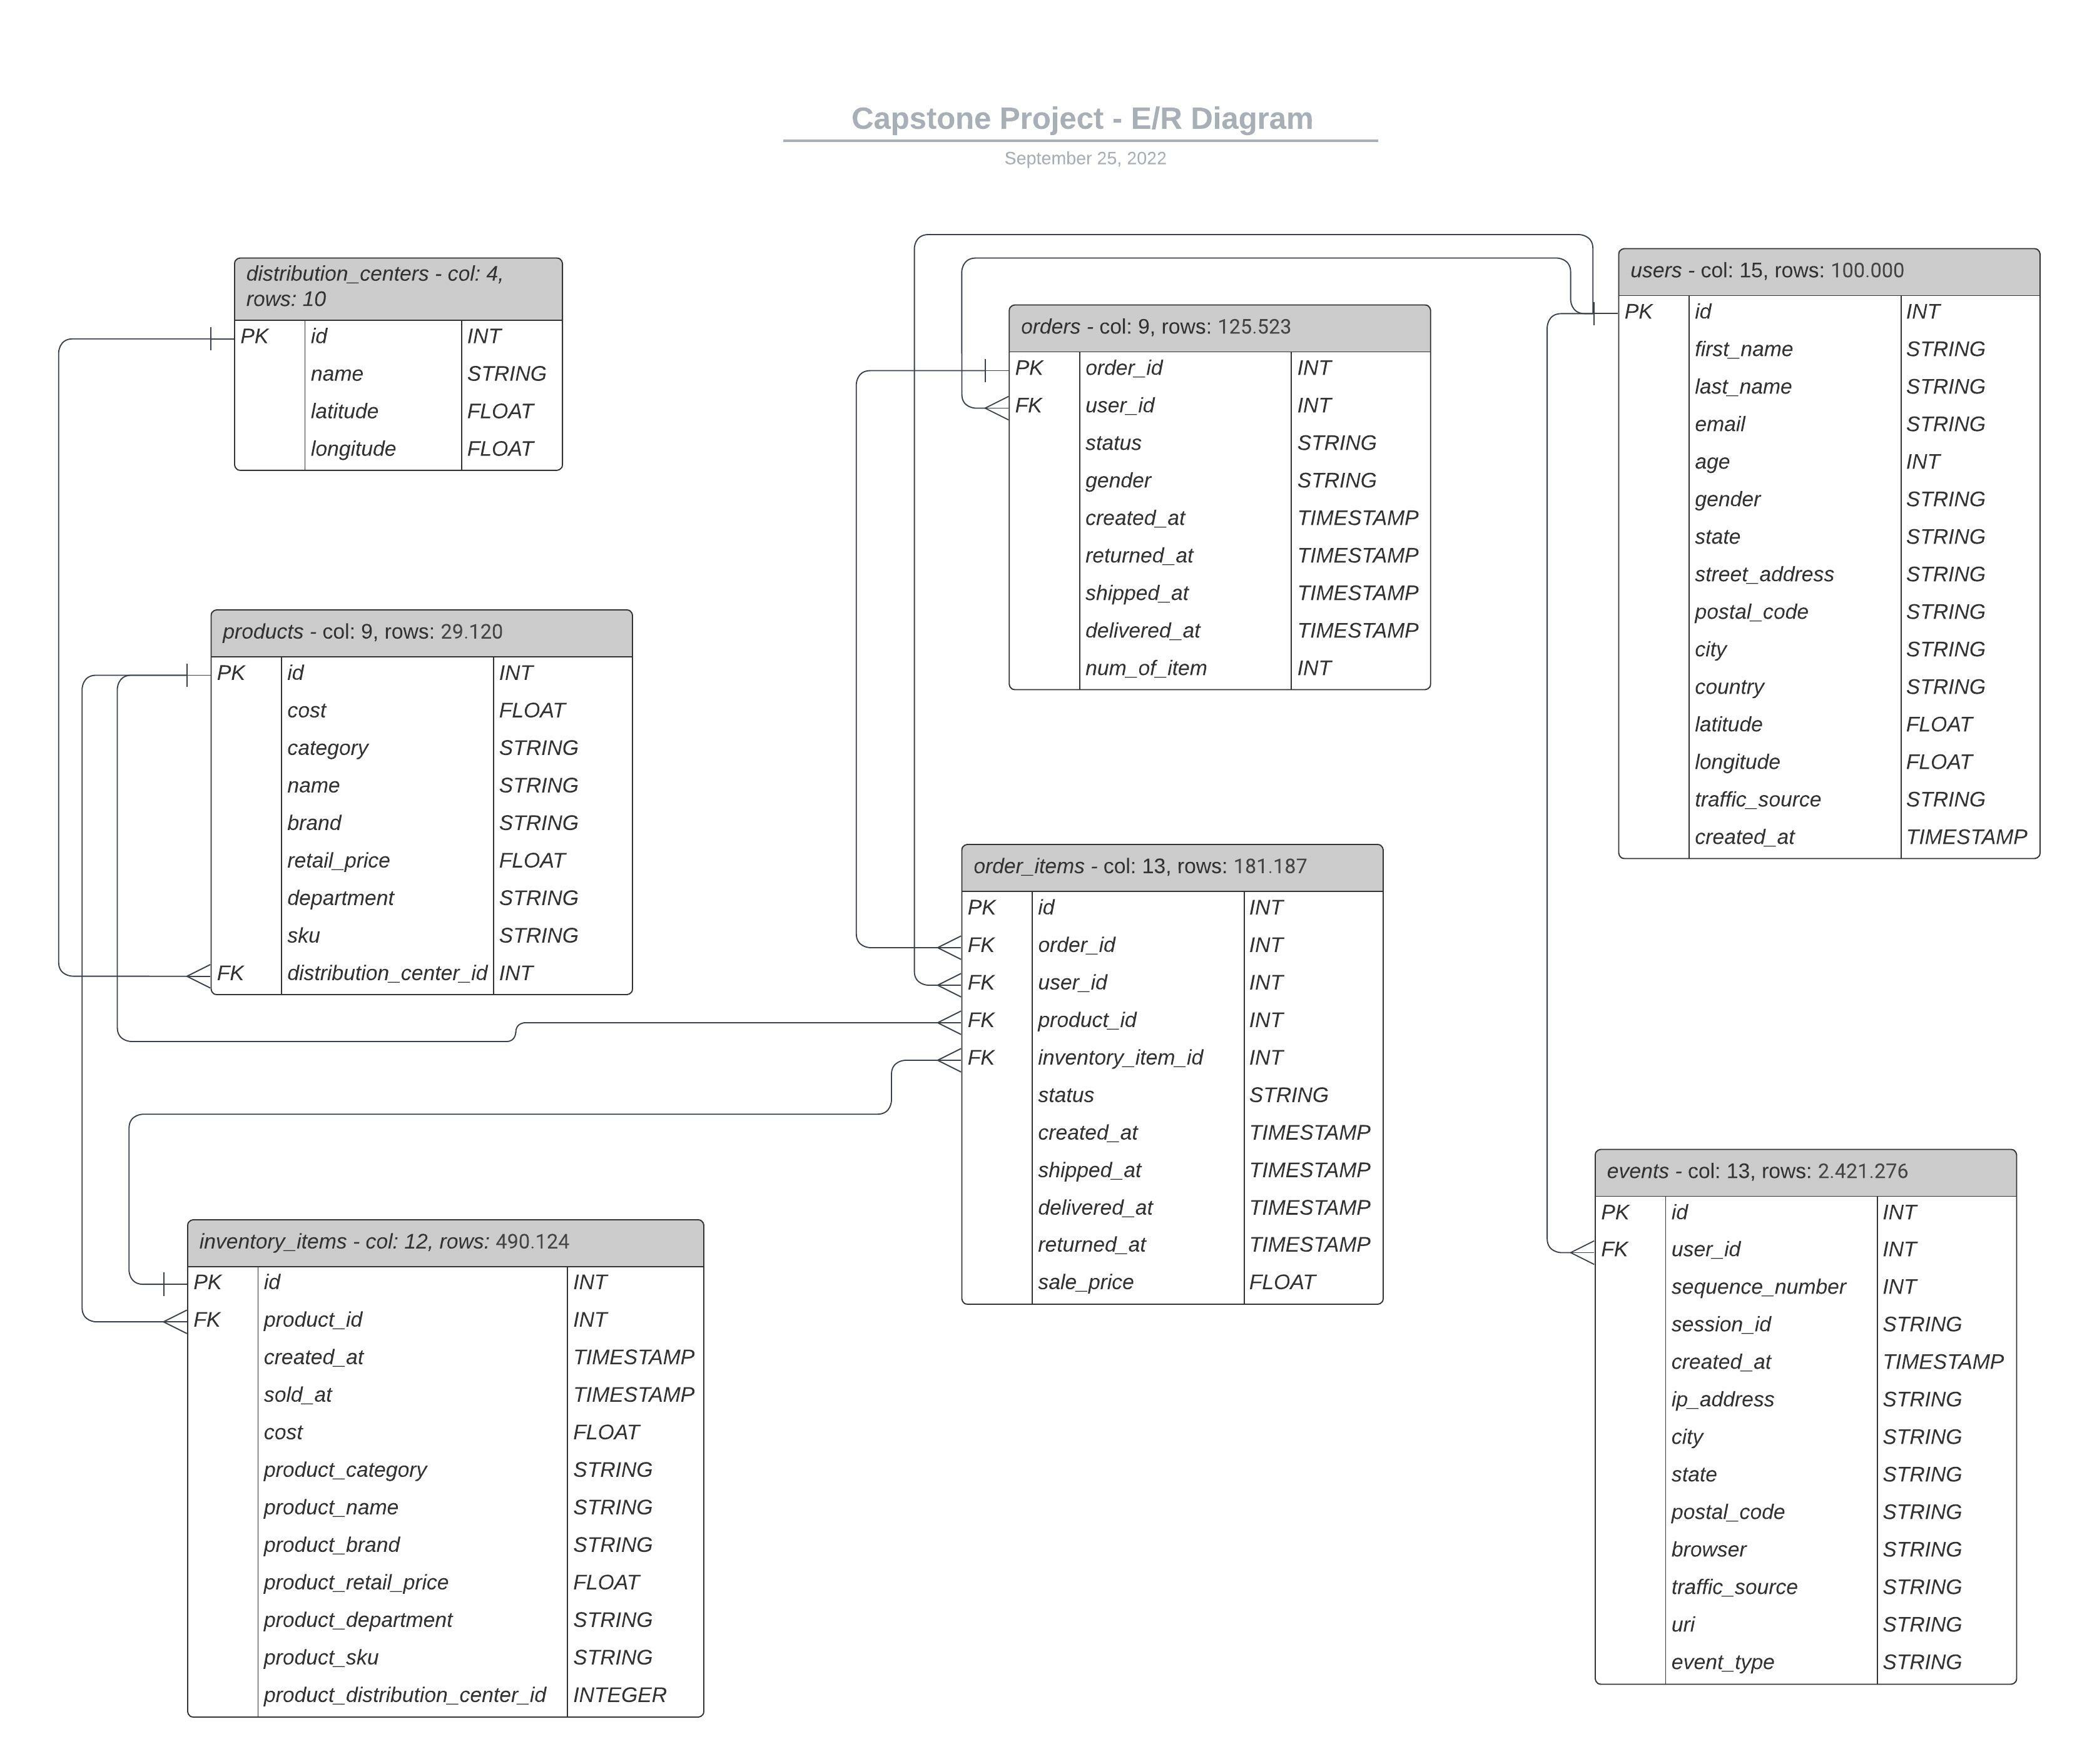 Capstone Project - E/R Diagram
September 25, 2022
distribution_centers - col: 4,
rows: 10
PK id INT
name STRING
latitude FLOAT
longitude FLOAT
products - col: 9, rows: 29.120
PK id INT
cost FLOAT
category STRING
name STRING
brand STRING
retail_price FLOAT
department STRING
sku STRING
FK distribution_center_id INT
inventory_items - col: 12, rows: 490.124
PK id INT
FK product_id INT
created_at TIMESTAMP
sold_at TIMESTAMP
cost FLOAT
product_category STRING
product_name STRING
product_brand STRING
product_retail_price FLOAT
product_department STRING
product_sku STRING
product_distribution_center_id INTEGER
orders - col: 9, rows: 125.523
PK order_id INT
FK user_id INT
status STRING
gender STRING
created_at TIMESTAMP
returned_at TIMESTAMP
shipped_at TIMESTAMP
delivered_at TIMESTAMP
num_of_item INT
order_items - col: 13, rows: 181.187
PK id INT
FK order_id INT
FK user_id INT
FK product_id INT
FK inventory_item_id INT
status STRING
created_at TIMESTAMP
shipped_at TIMESTAMP
delivered_at TIMESTAMP
returned_at TIMESTAMP
sale_price FLOAT
users - col: 15, rows: 100.000
PK id INT
first_name STRING
last_name STRING
email STRING
age INT
gender STRING
state STRING
street_address STRING
postal_code STRING
city STRING
country STRING
latitude FLOAT
longitude FLOAT
traffic_source STRING
created_at TIMESTAMP
events - col: 13, rows: 2.421.276
PK id INT
FK user_id INT
sequence_number INT
session_id STRING
created_at TIMESTAMP
ip_address STRING
city STRING
state STRING
postal_code STRING
browser STRING
traffic_source STRING
uri STRING
event_type STRING